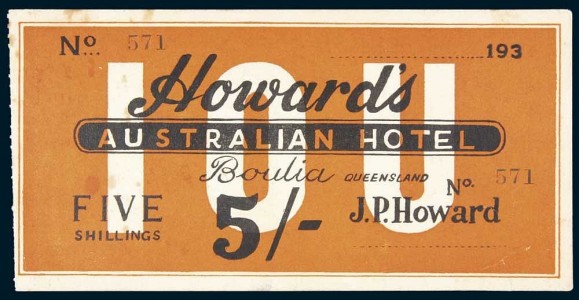 No. 571 193
IOU
Howard's
AUSTRALIAN HOTEL
Boulia QUEENSLAND
No. 571
FIVE SHILLINGS
5/-
J.P. Howard